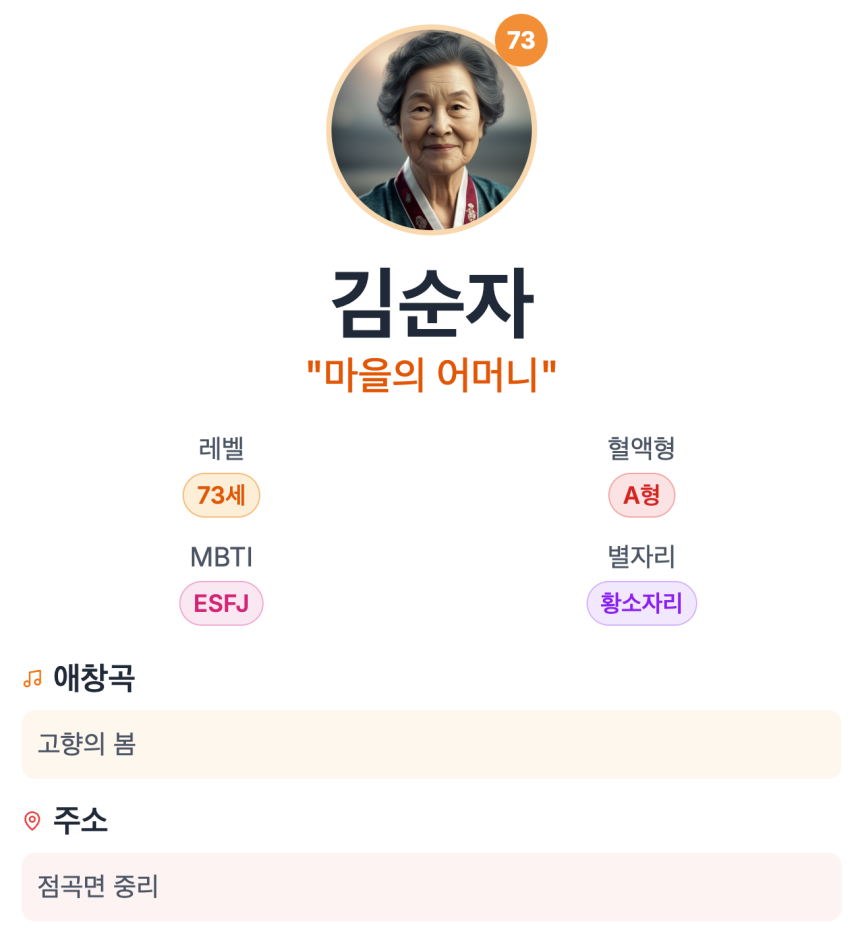 73
김순자
"마을의 어머니"
레벨
혈액형
73세
A형
MBTI
별자리
ESFJ
황소자리
애창곡
고향의 봄
주소
점곡면 중리